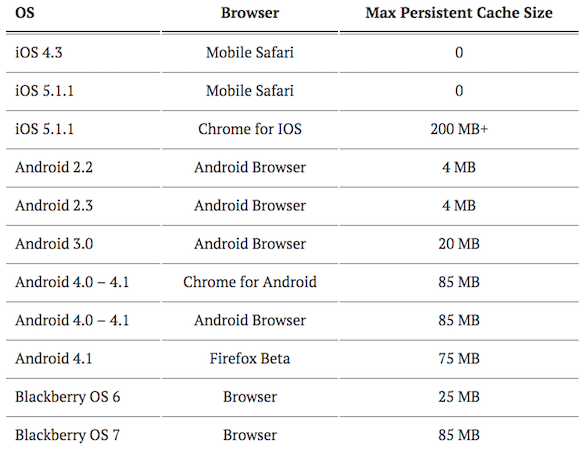 OS Browser Max Persistent Cache Size
iOS 4.3 Mobile Safari 0
iOS 5.1.1 Mobile Safari 0
iOS 5.1.1 Chrome for IOS 200 MB+
Android 2.2 Android Browser 4 MB
Android 2.3 Android Browser 4 MB
Android 3.0 Android Browser 20 MB
Android 4.0 – 4.1 Chrome for Android 85 MB
Android 4.0 – 4.1 Android Browser 85 MB
Android 4.1 Firefox Beta 75 MB
Blackberry OS 6 Browser 25 MB
Blackberry OS 7 Browser 85 MB